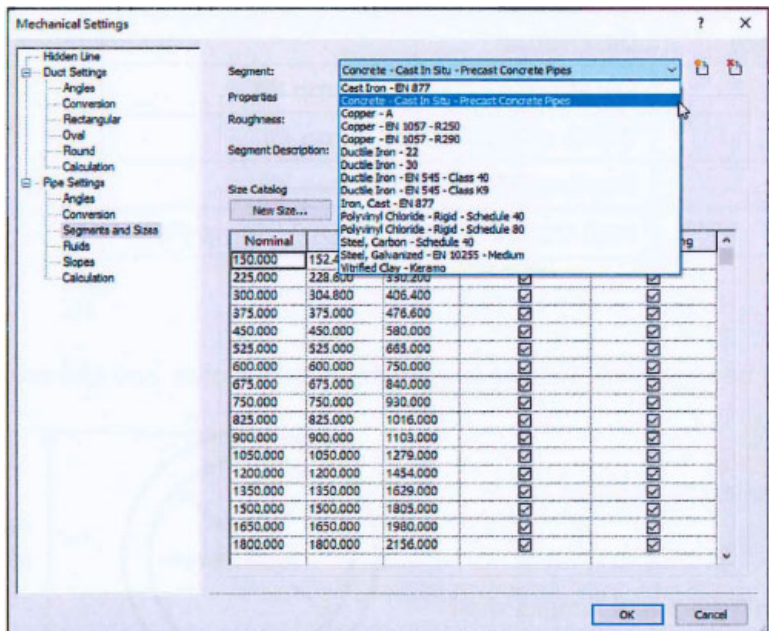 Mechanical Settings ? X
Hidden Line
Duct Settings
Angles
Conversion
Rectangular
Oval
Round
Calculation
Pipe Settings
Angles
Conversion
Segments and Sizes
Fluids
Slopes
Calculation
Segment: Concrete - Cast In Situ - Precast Concrete Pipes
Cast Iron - EN 877
Concrete - Cast In Situ - Precast Concrete Pipes
Copper - A
Copper - EN 1057 - R250
Copper - EN 1057 - R290
Ductile Iron - 22
Ductile Iron - 30
Ductile Iron - EN 545 - Class 40
Ductile Iron - EN 545 - Class K9
Iron, Cast - EN 877
Polyvinyl Chloride - Rigid - Schedule 40
Polyvinyl Chloride - Rigid - Schedule 80
Steel, Carbon - Schedule 40
Steel, Galvanized - EN 10255 - Medium
Vitrified Clay - Keramo
Properties
Roughness:
Segment Description:
Size Catalog
New Size...
Nominal ng
150.000 152.4
225.000 228.600 330.200
300.000 304.800 406.400
375.000 375.000 476.600
450.000 450.000 580.000
525.000 525.000 665.000
600.000 600.000 750.000
675.000 675.000 840.000
750.000 750.000 930.000
825.000 825.000 1016.000
900.000 900.000 1103.000
1050.000 1050.000 1279.000
1200.000 1200.000 1454.000
1350.000 1350.000 1629.000
1500.000 1500.000 1805.000
1650.000 1650.000 1980.000
1800.000 1800.000 2156.000
OK Cancel